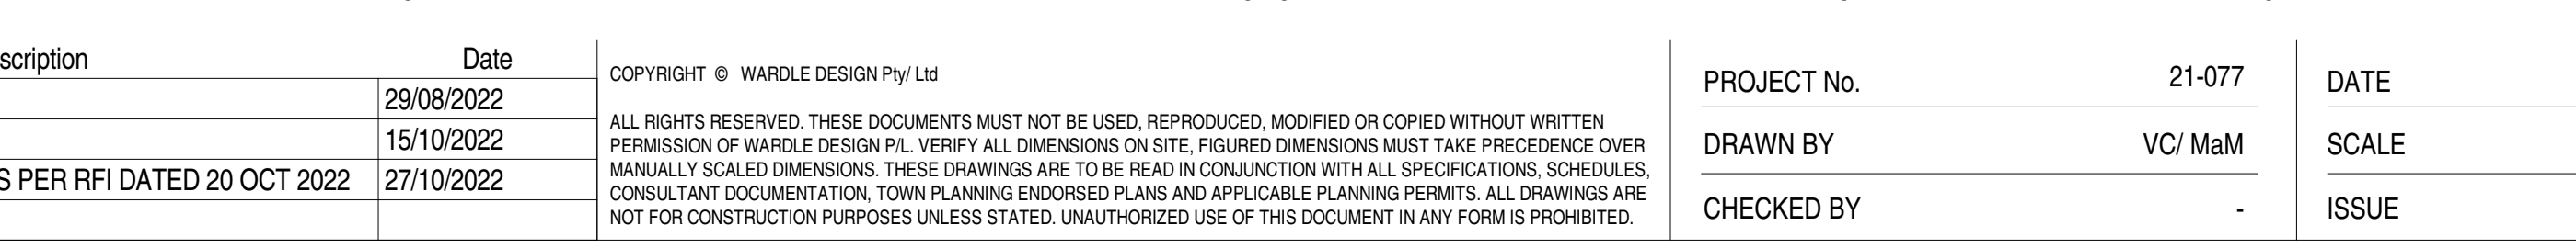 scription Date
29/08/2022
15/10/2022
S PER RFI DATED 20 OCT 2022 27/10/2022
COPYRIGHT © WARDLE DESIGN Pty/ Ltd
ALL RIGHTS RESERVED. THESE DOCUMENTS MUST NOT BE USED, REPRODUCED, MODIFIED OR COPIED WITHOUT WRITTEN
PERMISSION OF WARDLE DESIGN P/L. VERIFY ALL DIMENSIONS ON SITE, FIGURED DIMENSIONS MUST TAKE PRECEDENCE OVER
MANUALLY SCALED DIMENSIONS. THESE DRAWINGS ARE TO BE READ IN CONJUNCTION WITH ALL SPECIFICATIONS, SCHEDULES,
CONSULTANT DOCUMENTATION, TOWN PLANNING ENDORSED PLANS AND APPLICABLE PLANNING PERMITS. ALL DRAWINGS ARE
NOT FOR CONSTRUCTION PURPOSES UNLESS STATED. UNAUTHORIZED USE OF THIS DOCUMENT IN ANY FORM IS PROHIBITED.
PROJECT No. 21-077
DRAWN BY VC/ MaM
CHECKED BY -
DATE
SCALE
ISSUE